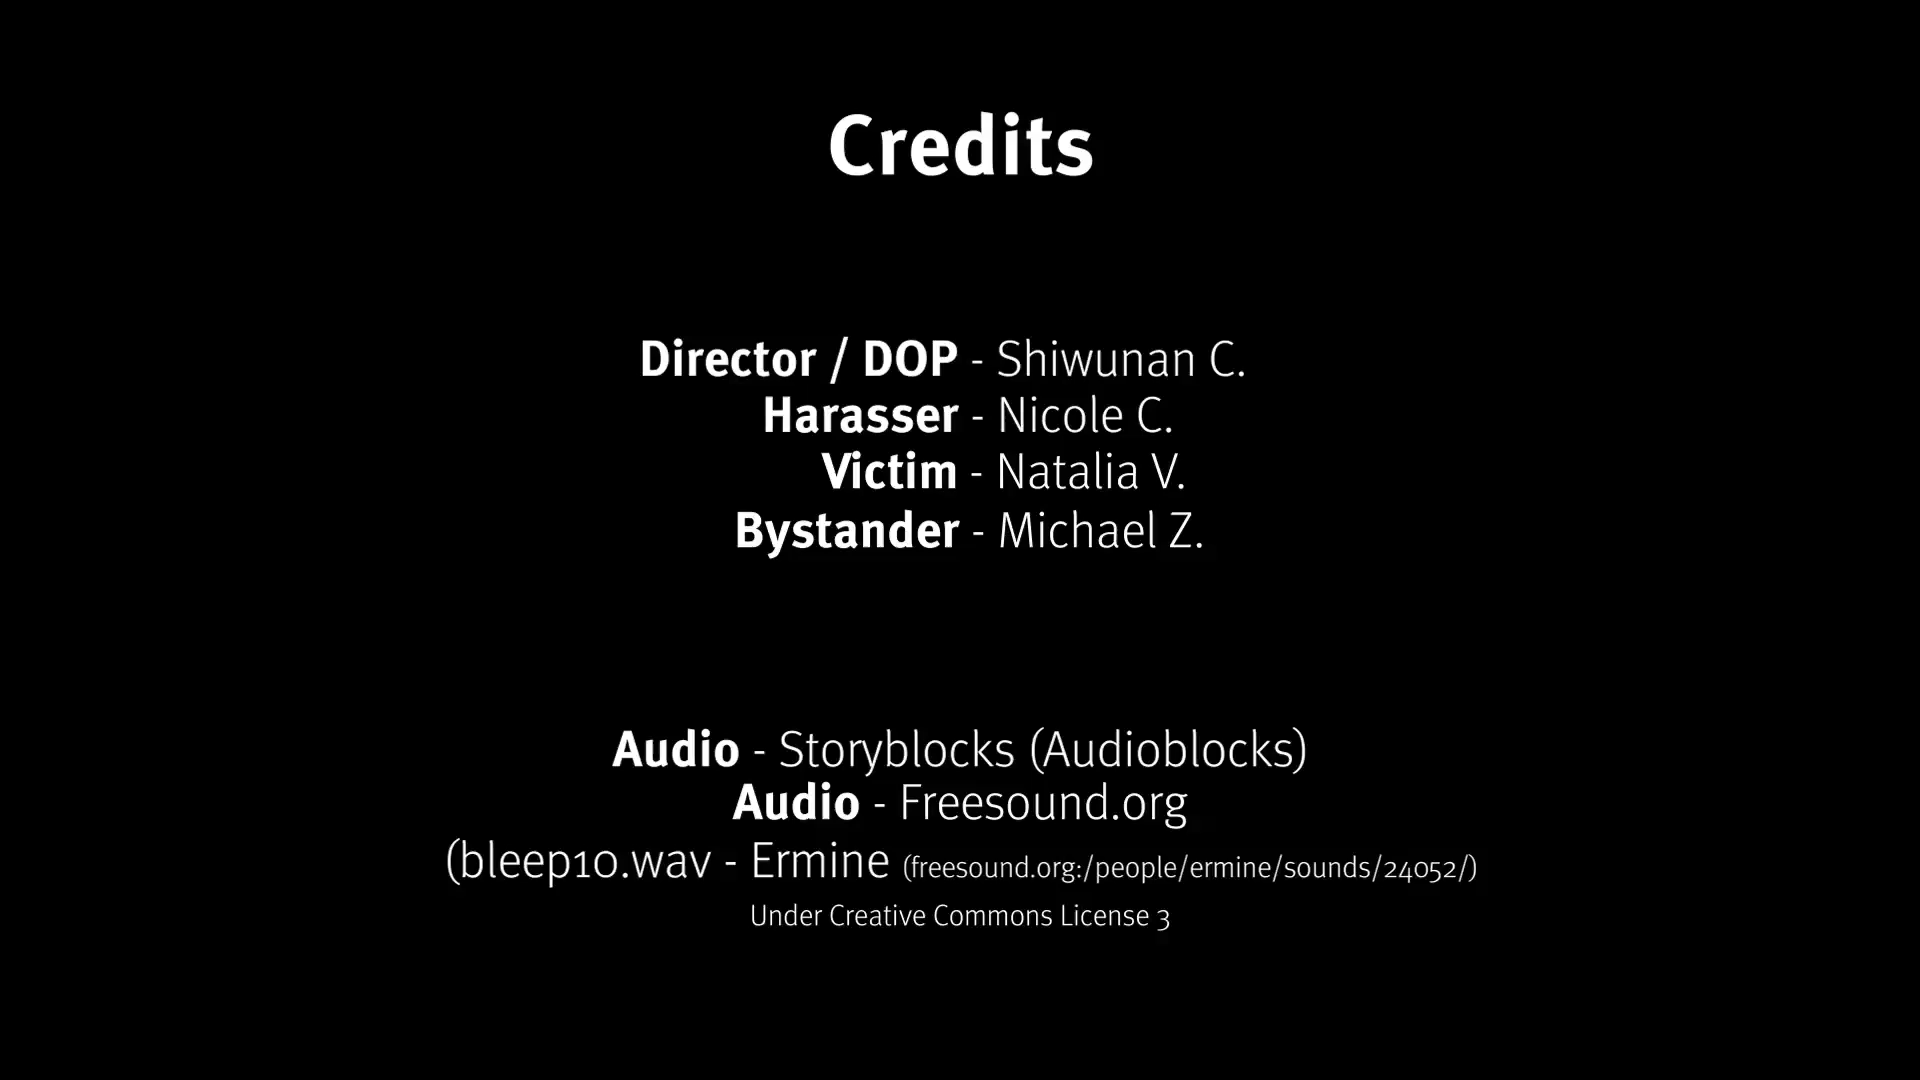 Credits
Director / DOP - Shiwunan C.
Harasser - Nicole C.
Victim - Natalia V.
Bystander - Michael Z.
Audio - Storyblocks (Audioblocks)
Audio - Freesound.org
(bleep10.wav - Ermine (freesound.org:/people/ermine/sounds/24052/)
Under Creative Commons License 3